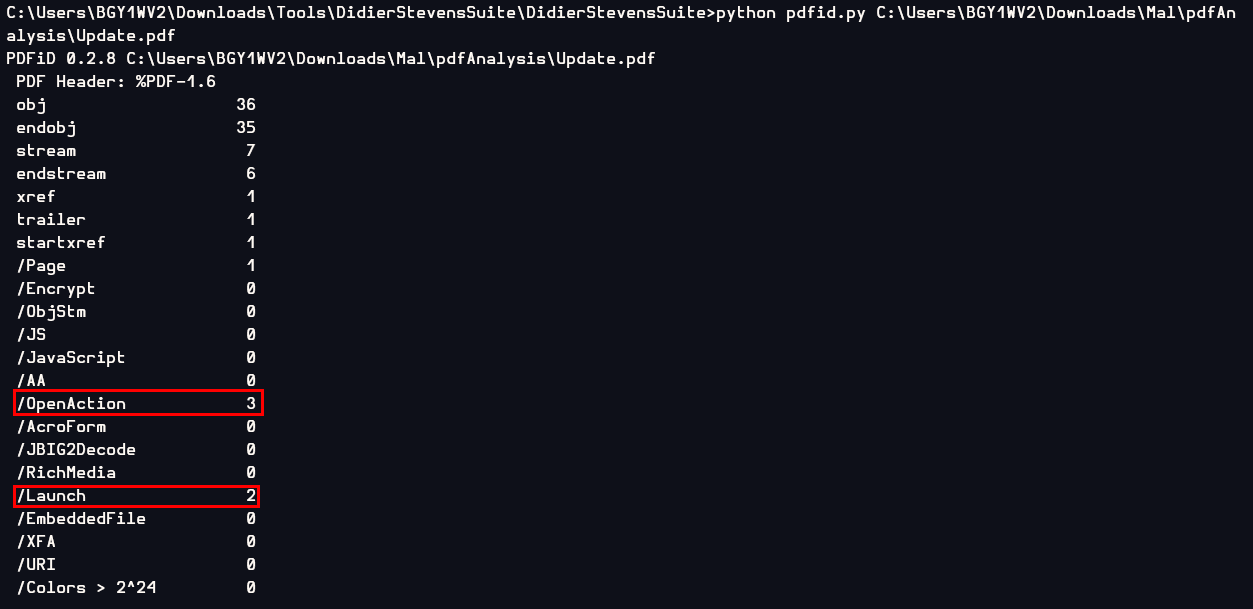 C:\Users\BGY1WV2\Downloads\Tools\DidierStevensSuite\DidierStevensSuite>python pdfid.py C:\Users\BGY1WV2\Downloads\Mal\pdfAn
alysis\Update.pdf
PDFiD 0.2.8 C:\Users\BGY1WV2\Downloads\Mal\pdfAnalysis\Update.pdf
PDF Header: %PDF-1.6
obj 36
endobj 35
stream 7
endstream 6
xref 1
trailer 1
startxref 1
/Page 1
/Encrypt 0
/ObjStm 0
/JS 0
/JavaScript 0
/AA 0
/OpenAction 3
/AcroForm 0
/JBIG2Decode 0
/RichMedia 0
/Launch 2
/EmbeddedFile 0
/XFA 0
/URI 0
/Colors > 2^24 0